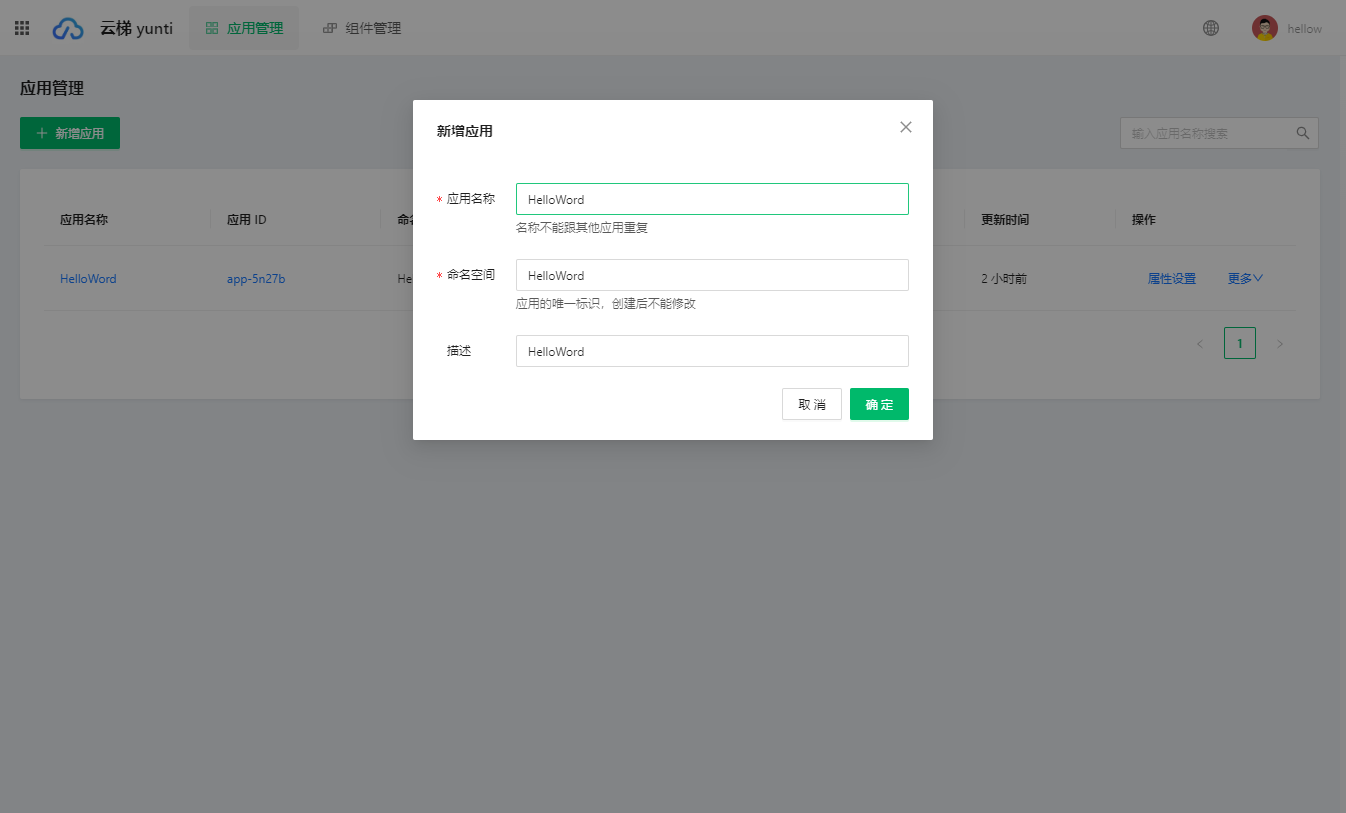 云梯 yunti 应用管理 组件管理 hellow
应用管理
新增应用 输入应用名称搜索
应用名称 应用 ID 更新时间 操作
HelloWord app-5n27b He 2 小时前 属性设置 更多
1
新增应用
* 应用名称 HelloWord
名称不能跟其他应用重复
* 命名空间 HelloWord
应用的唯一标识，创建后不能修改
描述 HelloWord
取 消 确 定